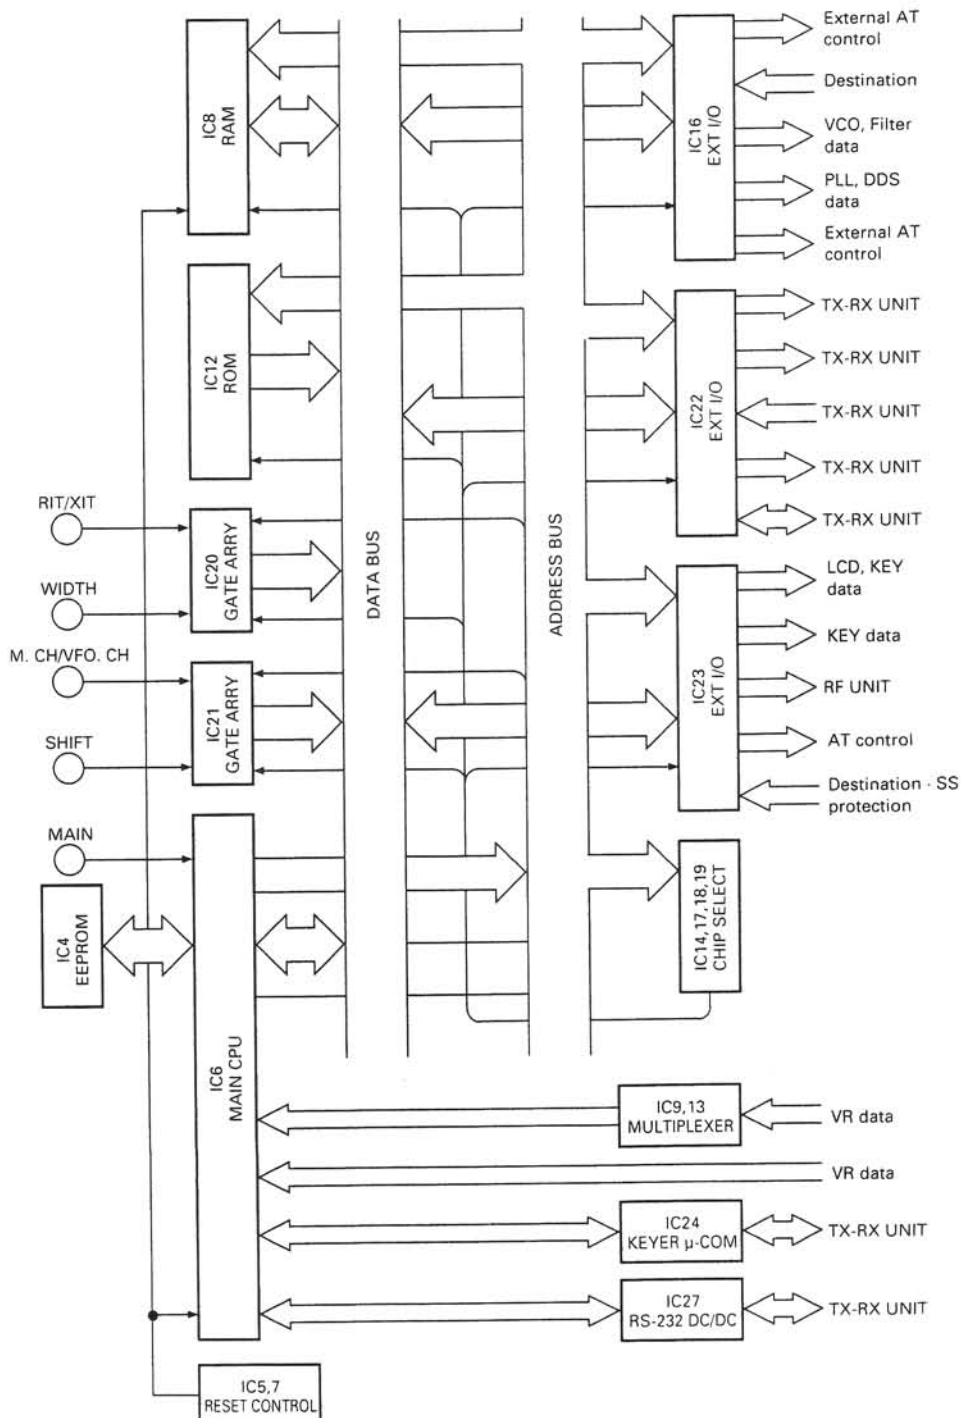 External AT
control
IC8
RAM
IC16
EXT I/O
Destination
VCO, Filter
data
PLL, DDS
data
External AT
control
IC12
ROM
IC22
EXT I/O
TX-RX UNIT
TX-RX UNIT
TX-RX UNIT
TX-RX UNIT
TX-RX UNIT
RIT/XIT
WIDTH
IC20
GATE ARRY
DATA BUS
ADDRESS BUS
M. CH/VFO. CH
SHIFT
IC21
GATE ARRY
IC23
EXT I/O
LCD, KEY
data
KEY data
RF UNIT
AT control
Destination · SS
protection
MAIN
IC4
EEPROM
IC6
MAIN CPU
IC14,17,18,19
CHIP SELECT
IC9,13
MULTIPLEXER
VR data
VR data
IC24
KEYER µ-COM
TX-RX UNIT
IC27
RS-232 DC/DC
TX-RX UNIT
IC5,7
RESET CONTROL